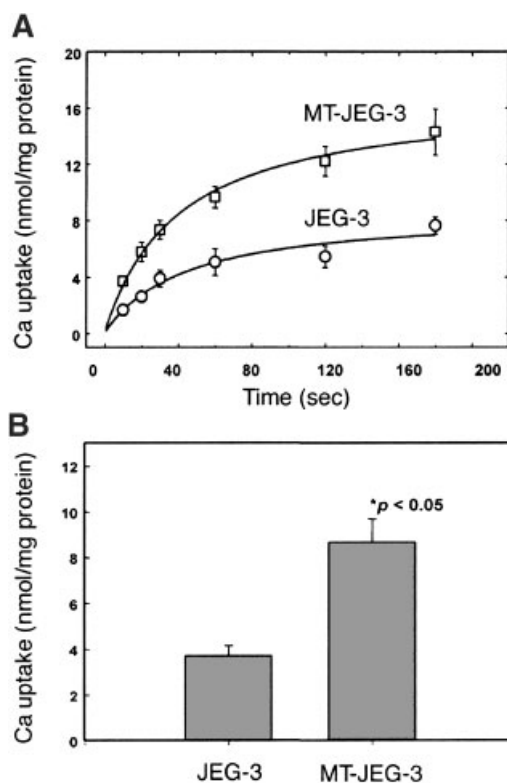 A
Ca uptake (nmol/mg protein)
20
16
12
8
4
0
MT-JEG-3
JEG-3
0 40 80 120 160 200
Time (sec)
B
Ca uptake (nmol/mg protein)
12
10
8
6
4
2
0
*p < 0.05
JEG-3 MT-JEG-3